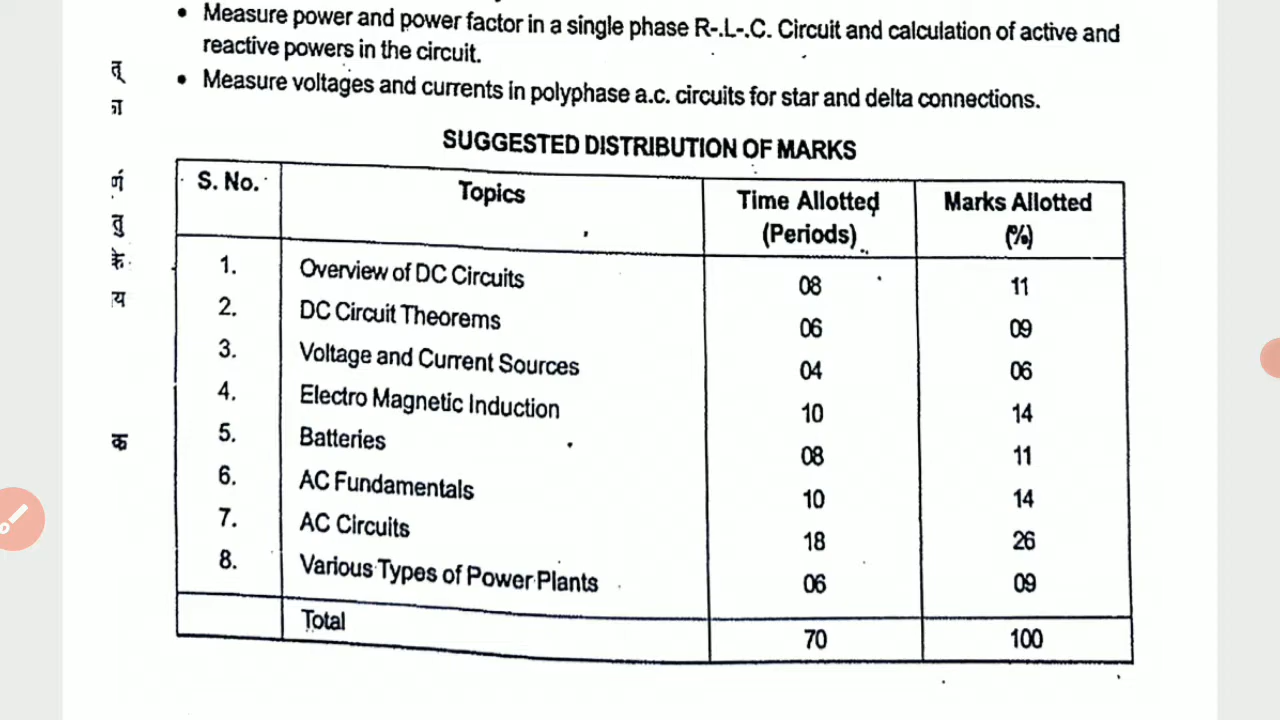 • Measure power and power factor in a single phase R-.L-.C. Circuit and calculation of active and
reactive powers in the circuit.
• Measure voltages and currents in polyphase a.c. circuits for star and delta connections.
त्
ा
र्ण
तु
के
य
क
SUGGESTED DISTRIBUTION OF MARKS
S. No. Topics Time Allotted (Periods) Marks Allotted (%)
1. Overview of DC Circuits 08 11
2. DC Circuit Theorems 06 09
3. Voltage and Current Sources 04 06
4. Electro Magnetic Induction 10 14
5. Batteries 08 11
6. AC Fundamentals 10 14
7. AC Circuits 18 26
8. Various Types of Power Plants 06 09
Total 70 100